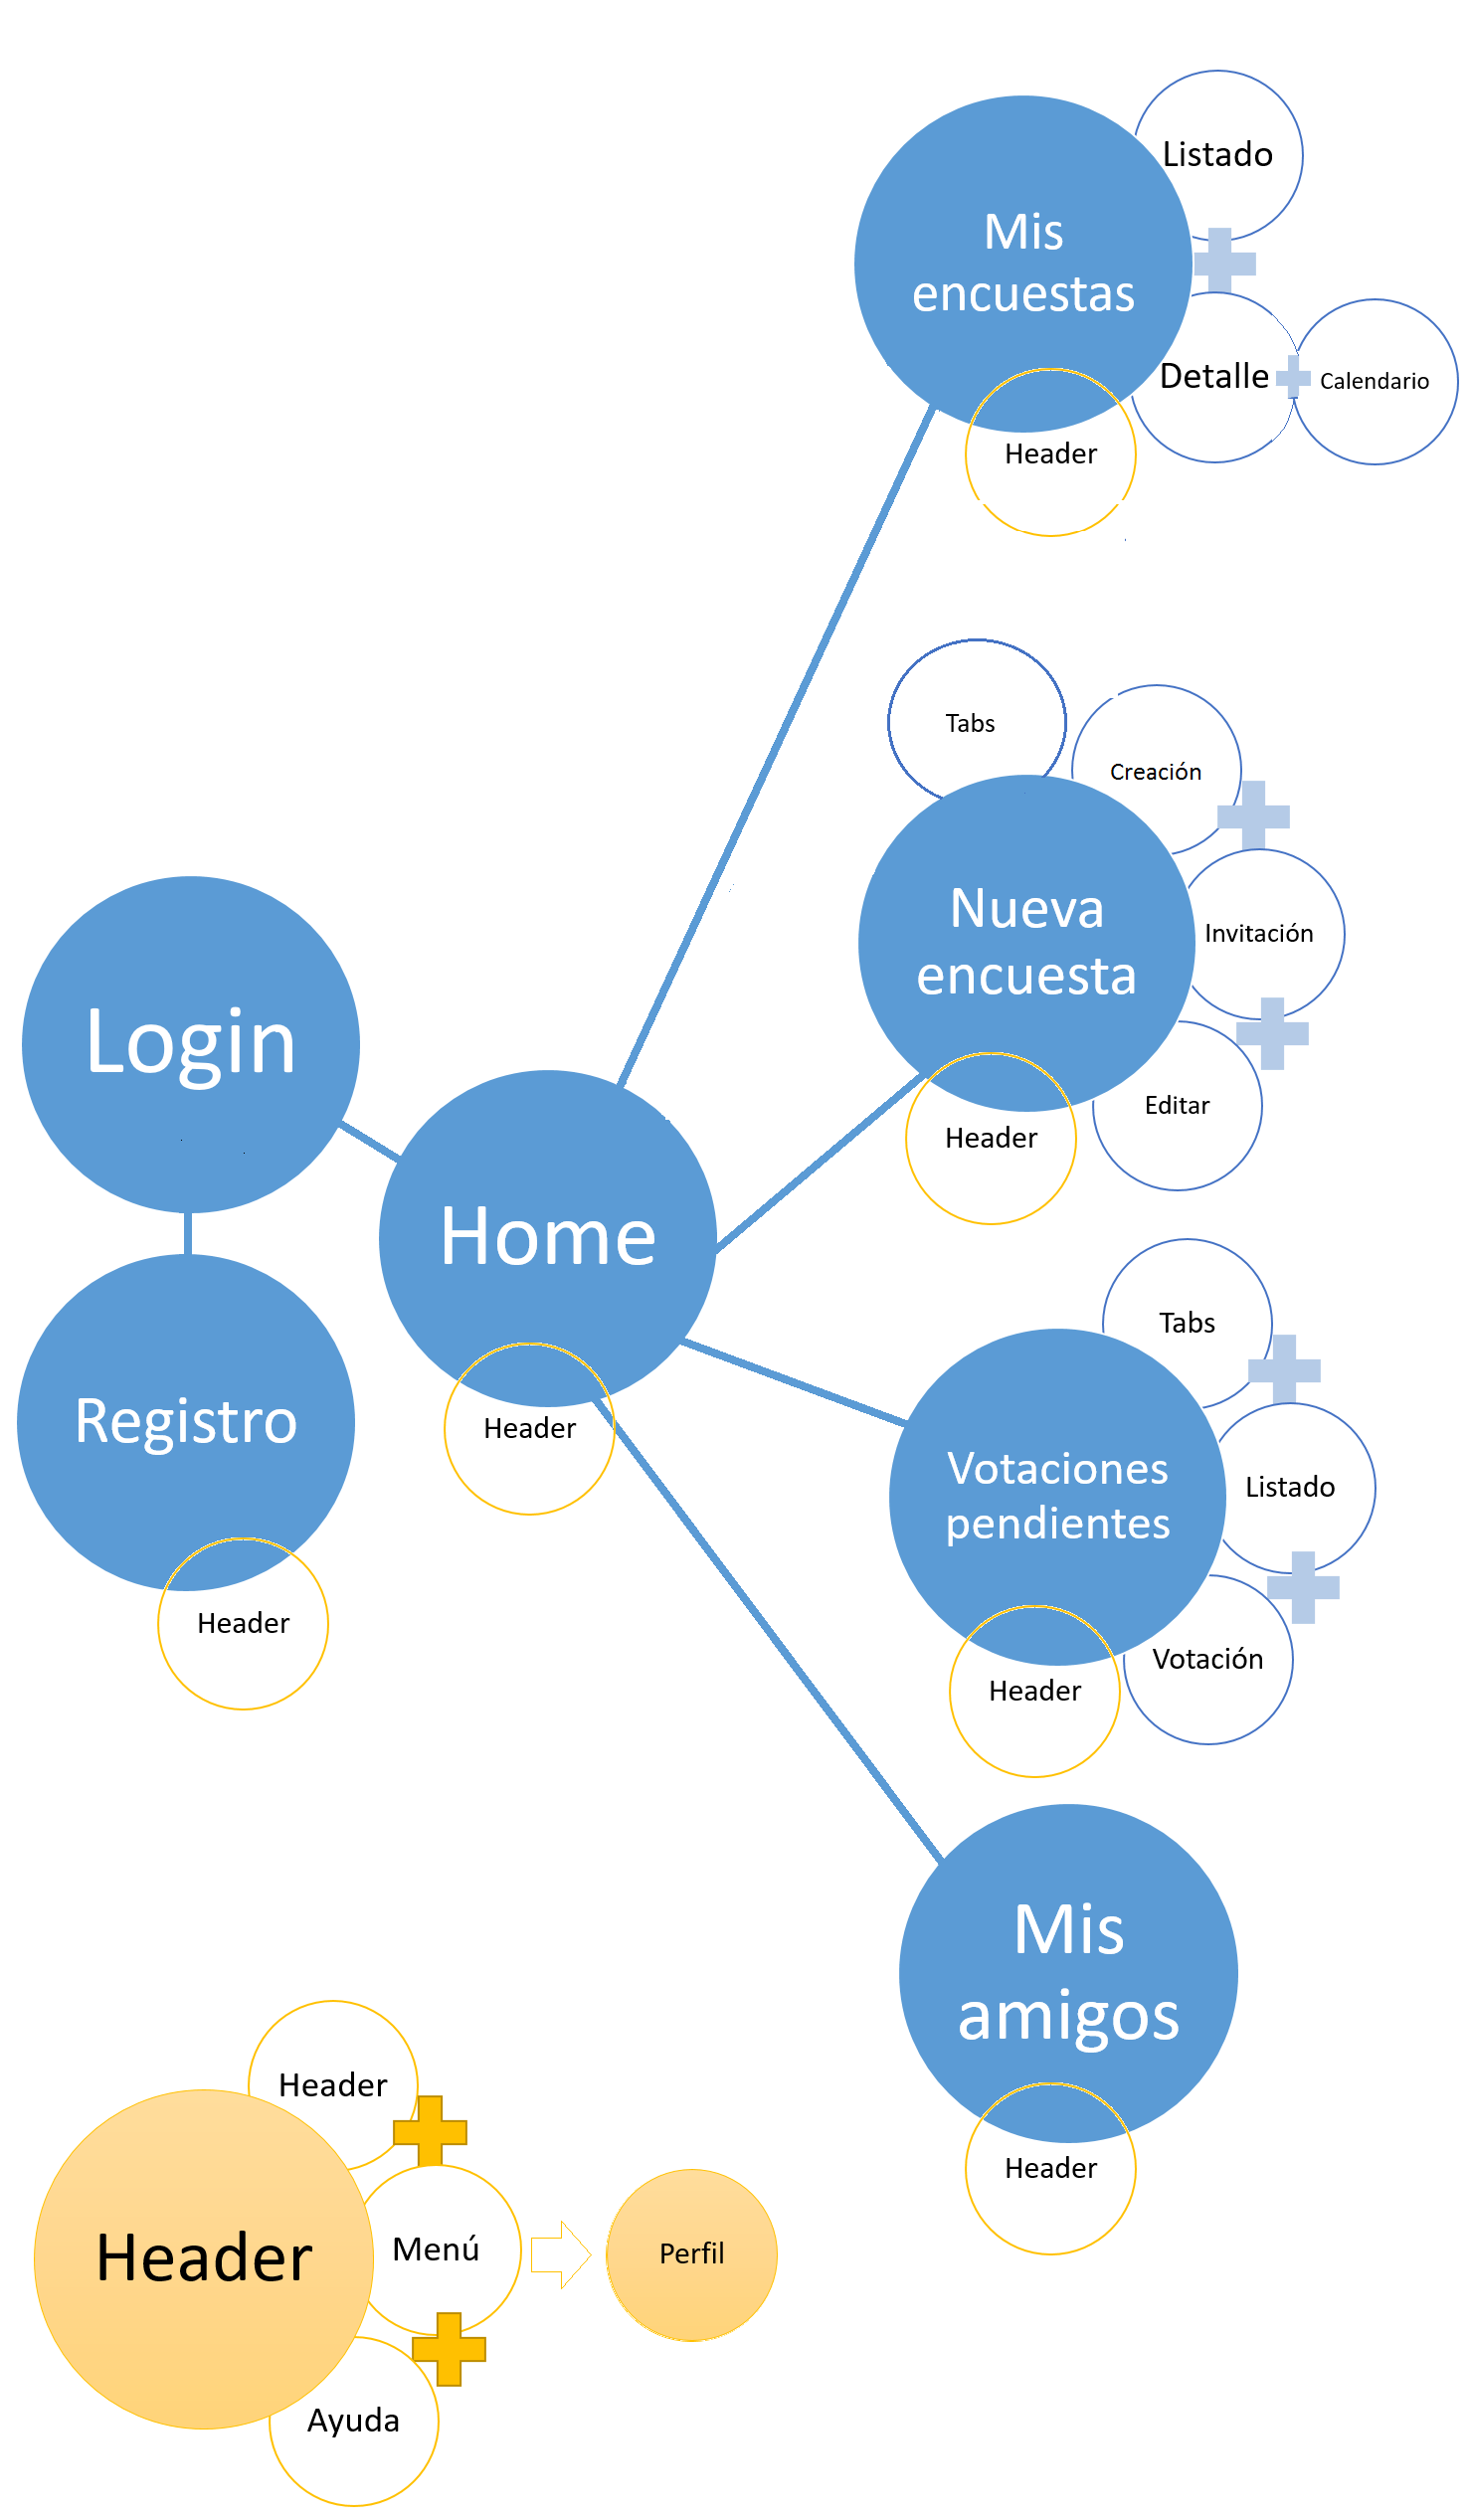 Listado
Mis
encuestas
Detalle
Calendario
Header
Tabs
Creación
Nueva
encuesta
Invitación
Editar
Header
Login
Home
Header
Registro
Header
Tabs
Votaciones
pendientes
Listado
Votación
Header
Mis
amigos
Header
Header
Header
Menú
Perfil
Ayuda